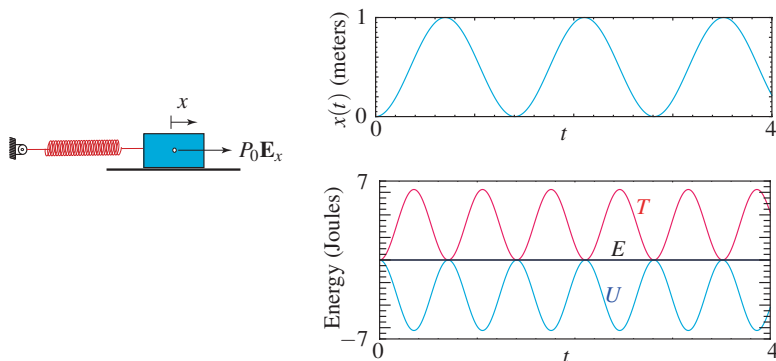 x
P₀Eₓ
1
x(t) (meters)
0
0
t
4
7
T
E
Energy (Joules)
U
−7
0
t
4